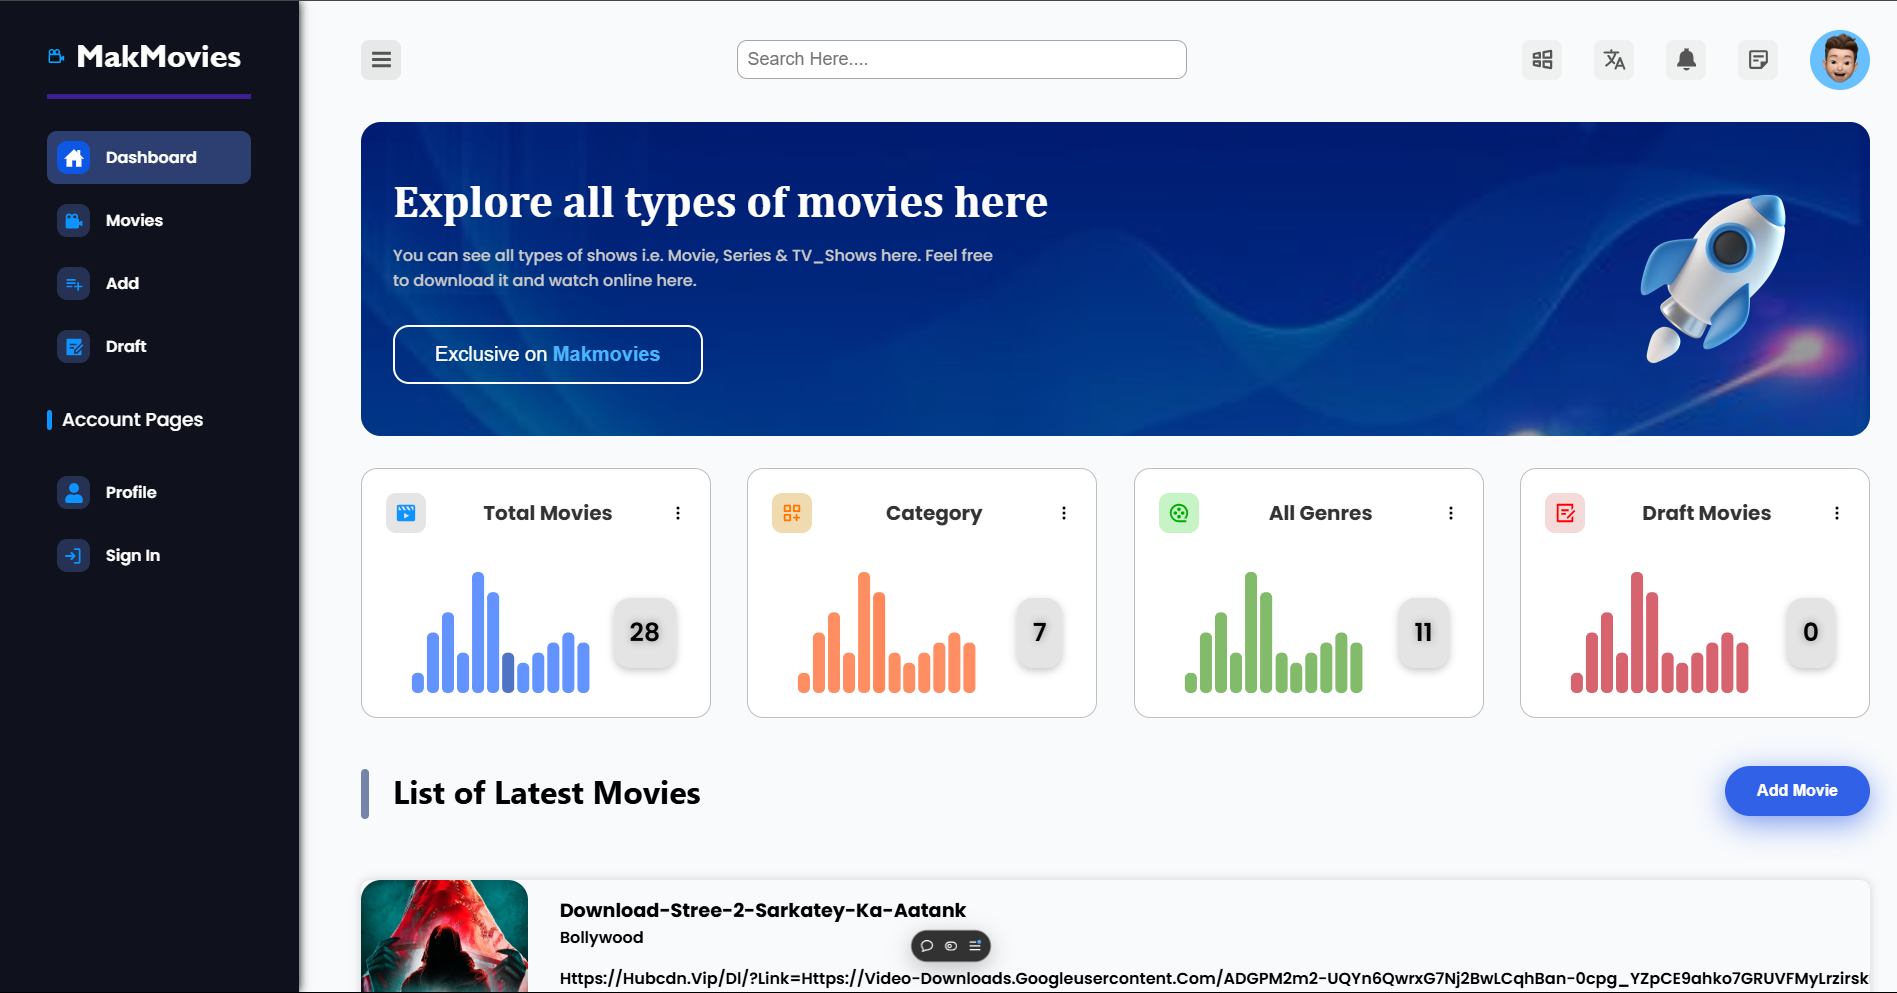 MakMovies
Dashboard
Movies
Add
Draft
Account Pages
Profile
Sign In
Search Here....
Explore all types of movies here
You can see all types of shows i.e. Movie, Series & TV_Shows here. Feel free
to download it and watch online here.
Exclusive on Makmovies
Total Movies
28
Category
7
All Genres
11
Draft Movies
0
List of Latest Movies
Add Movie
Download-Stree-2-Sarkatey-Ka-Aatank
Bollywood
Https://Hubcdn.Vip/Dl/?Link=Https://Video-Downloads.Googleusercontent.Com/ADGPM2m2-UQYn6QwrxG7Nj2BwLCqhBan-0cpg_YZpCE9ahko7GRUVFMyLrzirsk